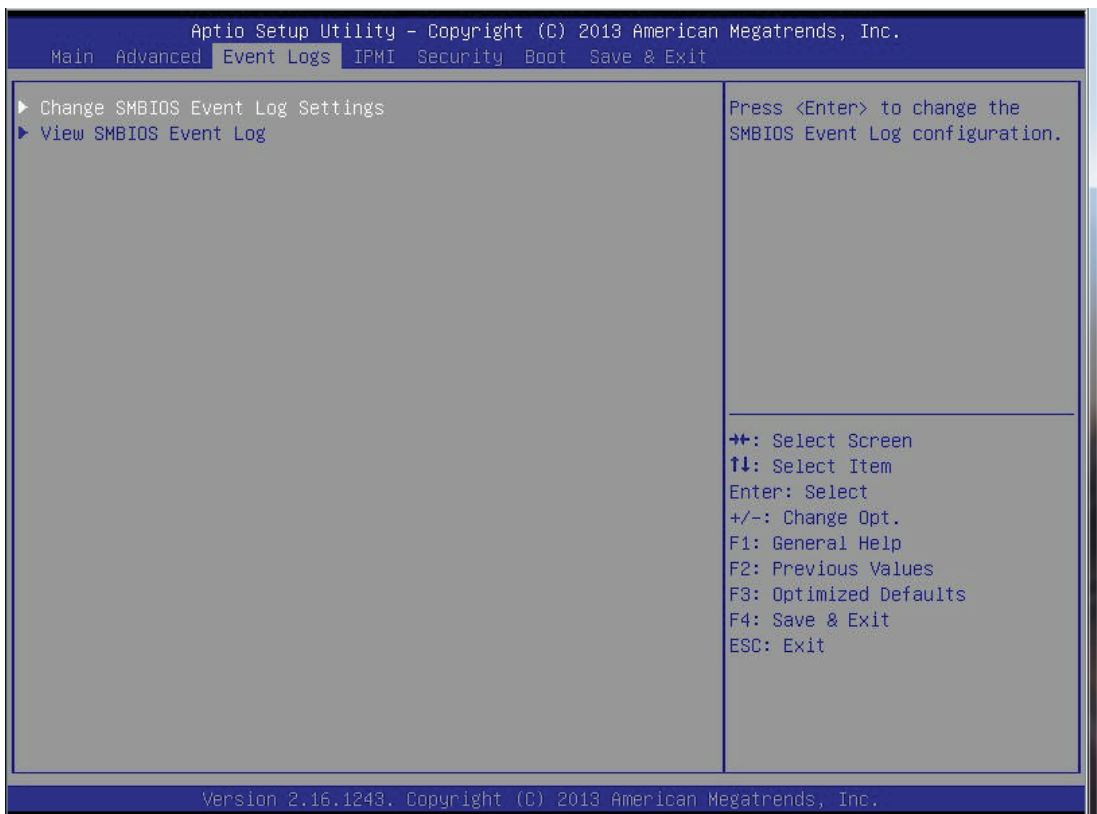 Aptio Setup Utility – Copyright (C) 2013 American Megatrends, Inc.
Main Advanced Event Logs IPMI Security Boot Save & Exit
▶ Change SMBIOS Event Log Settings
▶ View SMBIOS Event Log
Press <Enter> to change the
SMBIOS Event Log configuration.
→←: Select Screen
↑↓: Select Item
Enter: Select
+/-: Change Opt.
F1: General Help
F2: Previous Values
F3: Optimized Defaults
F4: Save & Exit
ESC: Exit
Version 2.16.1243. Copyright (C) 2013 American Megatrends, Inc.